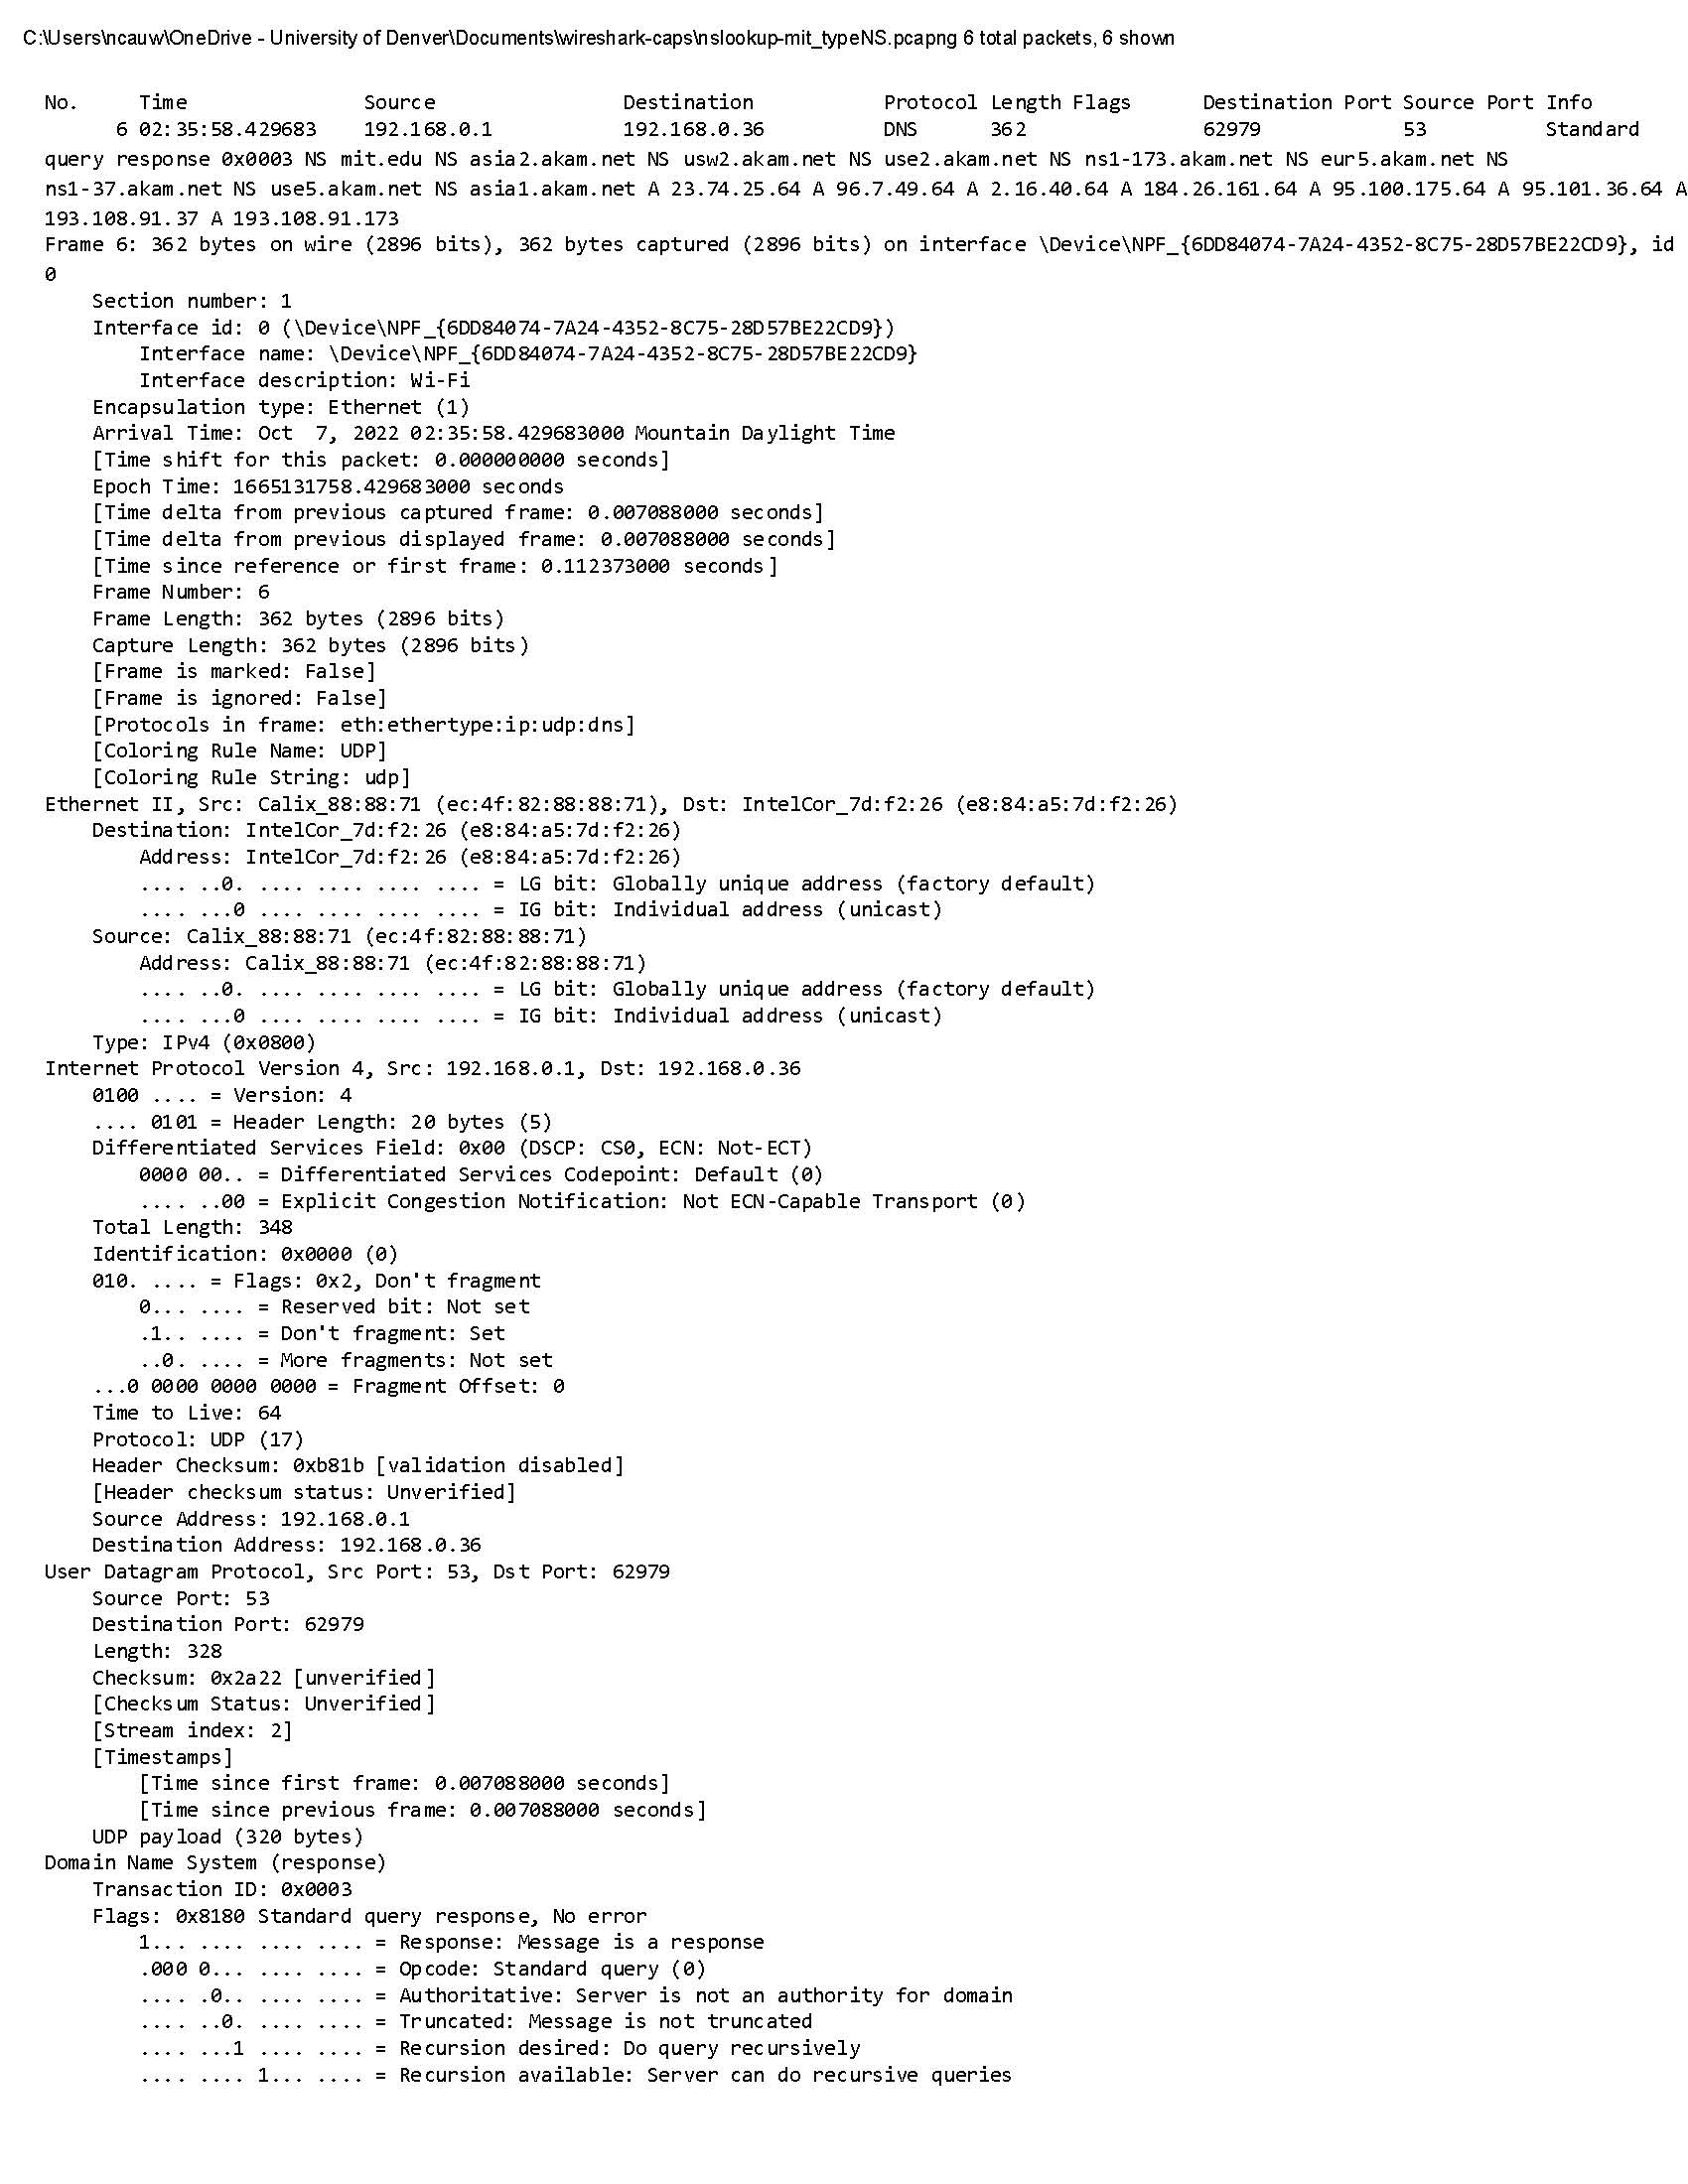 C:\Users\ncauw\OneDrive - University of Denver\Documents\wireshark-caps\nslookup-mit_typeNS.pcapng 6 total packets, 6 shown
No.     Time               Source                Destination           Protocol Length Flags      Destination Port Source Port Info
      6 02:35:58.429683    192.168.0.1           192.168.0.36          DNS      362               62979            53          Standard
query response 0x0003 NS mit.edu NS asia2.akam.net NS usw2.akam.net NS use2.akam.net NS ns1-173.akam.net NS eur5.akam.net NS
ns1-37.akam.net NS use5.akam.net NS asia1.akam.net A 23.74.25.64 A 96.7.49.64 A 2.16.40.64 A 184.26.161.64 A 95.100.175.64 A 95.101.36.64 A
193.108.91.37 A 193.108.91.173
Frame 6: 362 bytes on wire (2896 bits), 362 bytes captured (2896 bits) on interface \Device\NPF_{6DD84074-7A24-4352-8C75-28D57BE22CD9}, id
0
    Section number: 1
    Interface id: 0 (\Device\NPF_{6DD84074-7A24-4352-8C75-28D57BE22CD9})
        Interface name: \Device\NPF_{6DD84074-7A24-4352-8C75-28D57BE22CD9}
        Interface description: Wi-Fi
    Encapsulation type: Ethernet (1)
    Arrival Time: Oct  7, 2022 02:35:58.429683000 Mountain Daylight Time
    [Time shift for this packet: 0.000000000 seconds]
    Epoch Time: 1665131758.429683000 seconds
    [Time delta from previous captured frame: 0.007088000 seconds]
    [Time delta from previous displayed frame: 0.007088000 seconds]
    [Time since reference or first frame: 0.112373000 seconds]
    Frame Number: 6
    Frame Length: 362 bytes (2896 bits)
    Capture Length: 362 bytes (2896 bits)
    [Frame is marked: False]
    [Frame is ignored: False]
    [Protocols in frame: eth:ethertype:ip:udp:dns]
    [Coloring Rule Name: UDP]
    [Coloring Rule String: udp]
Ethernet II, Src: Calix_88:88:71 (ec:4f:82:88:88:71), Dst: IntelCor_7d:f2:26 (e8:84:a5:7d:f2:26)
    Destination: IntelCor_7d:f2:26 (e8:84:a5:7d:f2:26)
        Address: IntelCor_7d:f2:26 (e8:84:a5:7d:f2:26)
        .... ..0. .... .... .... .... = LG bit: Globally unique address (factory default)
        .... ...0 .... .... .... .... = IG bit: Individual address (unicast)
    Source: Calix_88:88:71 (ec:4f:82:88:88:71)
        Address: Calix_88:88:71 (ec:4f:82:88:88:71)
        .... ..0. .... .... .... .... = LG bit: Globally unique address (factory default)
        .... ...0 .... .... .... .... = IG bit: Individual address (unicast)
    Type: IPv4 (0x0800)
Internet Protocol Version 4, Src: 192.168.0.1, Dst: 192.168.0.36
    0100 .... = Version: 4
    .... 0101 = Header Length: 20 bytes (5)
    Differentiated Services Field: 0x00 (DSCP: CS0, ECN: Not-ECT)
        0000 00.. = Differentiated Services Codepoint: Default (0)
        .... ..00 = Explicit Congestion Notification: Not ECN-Capable Transport (0)
    Total Length: 348
    Identification: 0x0000 (0)
    010. .... = Flags: 0x2, Don't fragment
        0... .... = Reserved bit: Not set
        .1.. .... = Don't fragment: Set
        ..0. .... = More fragments: Not set
    ...0 0000 0000 0000 = Fragment Offset: 0
    Time to Live: 64
    Protocol: UDP (17)
    Header Checksum: 0xb81b [validation disabled]
    [Header checksum status: Unverified]
    Source Address: 192.168.0.1
    Destination Address: 192.168.0.36
User Datagram Protocol, Src Port: 53, Dst Port: 62979
    Source Port: 53
    Destination Port: 62979
    Length: 328
    Checksum: 0x2a22 [unverified]
    [Checksum Status: Unverified]
    [Stream index: 2]
    [Timestamps]
        [Time since first frame: 0.007088000 seconds]
        [Time since previous frame: 0.007088000 seconds]
    UDP payload (320 bytes)
Domain Name System (response)
    Transaction ID: 0x0003
    Flags: 0x8180 Standard query response, No error
        1... .... .... .... = Response: Message is a response
        .000 0... .... .... = Opcode: Standard query (0)
        .... .0.. .... .... = Authoritative: Server is not an authority for domain
        .... ..0. .... .... = Truncated: Message is not truncated
        .... ...1 .... .... = Recursion desired: Do query recursively
        .... .... 1... .... = Recursion available: Server can do recursive queries